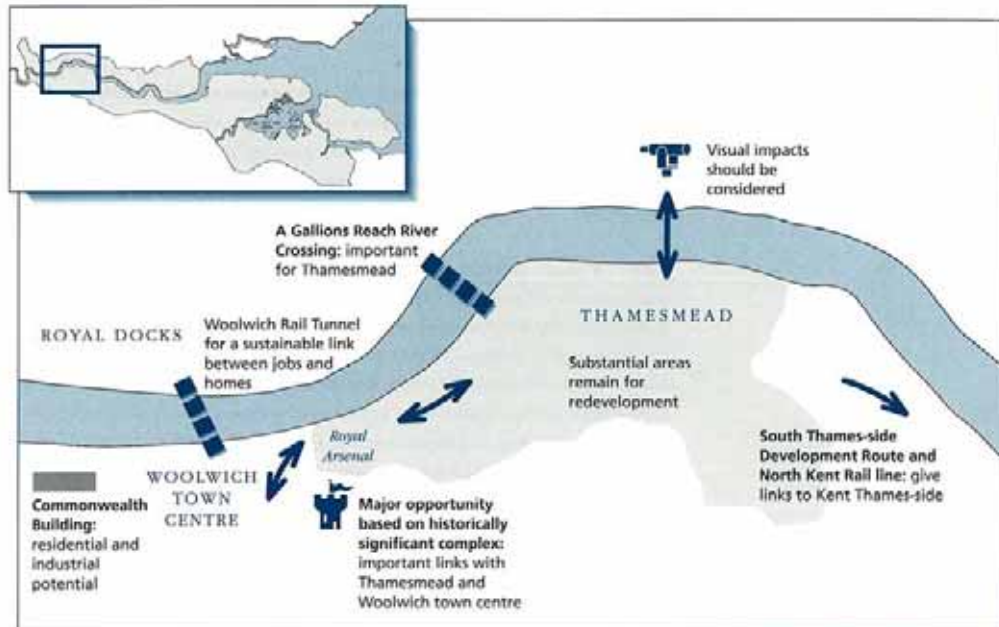 Visual impacts
should be
considered
A Gallions Reach River
Crossing: important
for Thamesmead
ROYAL DOCKS
Woolwich Rail Tunnel
for a sustainable link
between jobs and
homes
THAMESMEAD
Substantial areas
remain for
redevelopment
Royal
Arsenal
South Thames-side
Development Route and
North Kent Rail line: give
links to Kent Thames-side
WOOLWICH
TOWN
CENTRE
Commonwealth
Building:
residential and
industrial
potential
Major opportunity
based on historically
significant complex:
important links with
Thamesmead and
Woolwich town centre